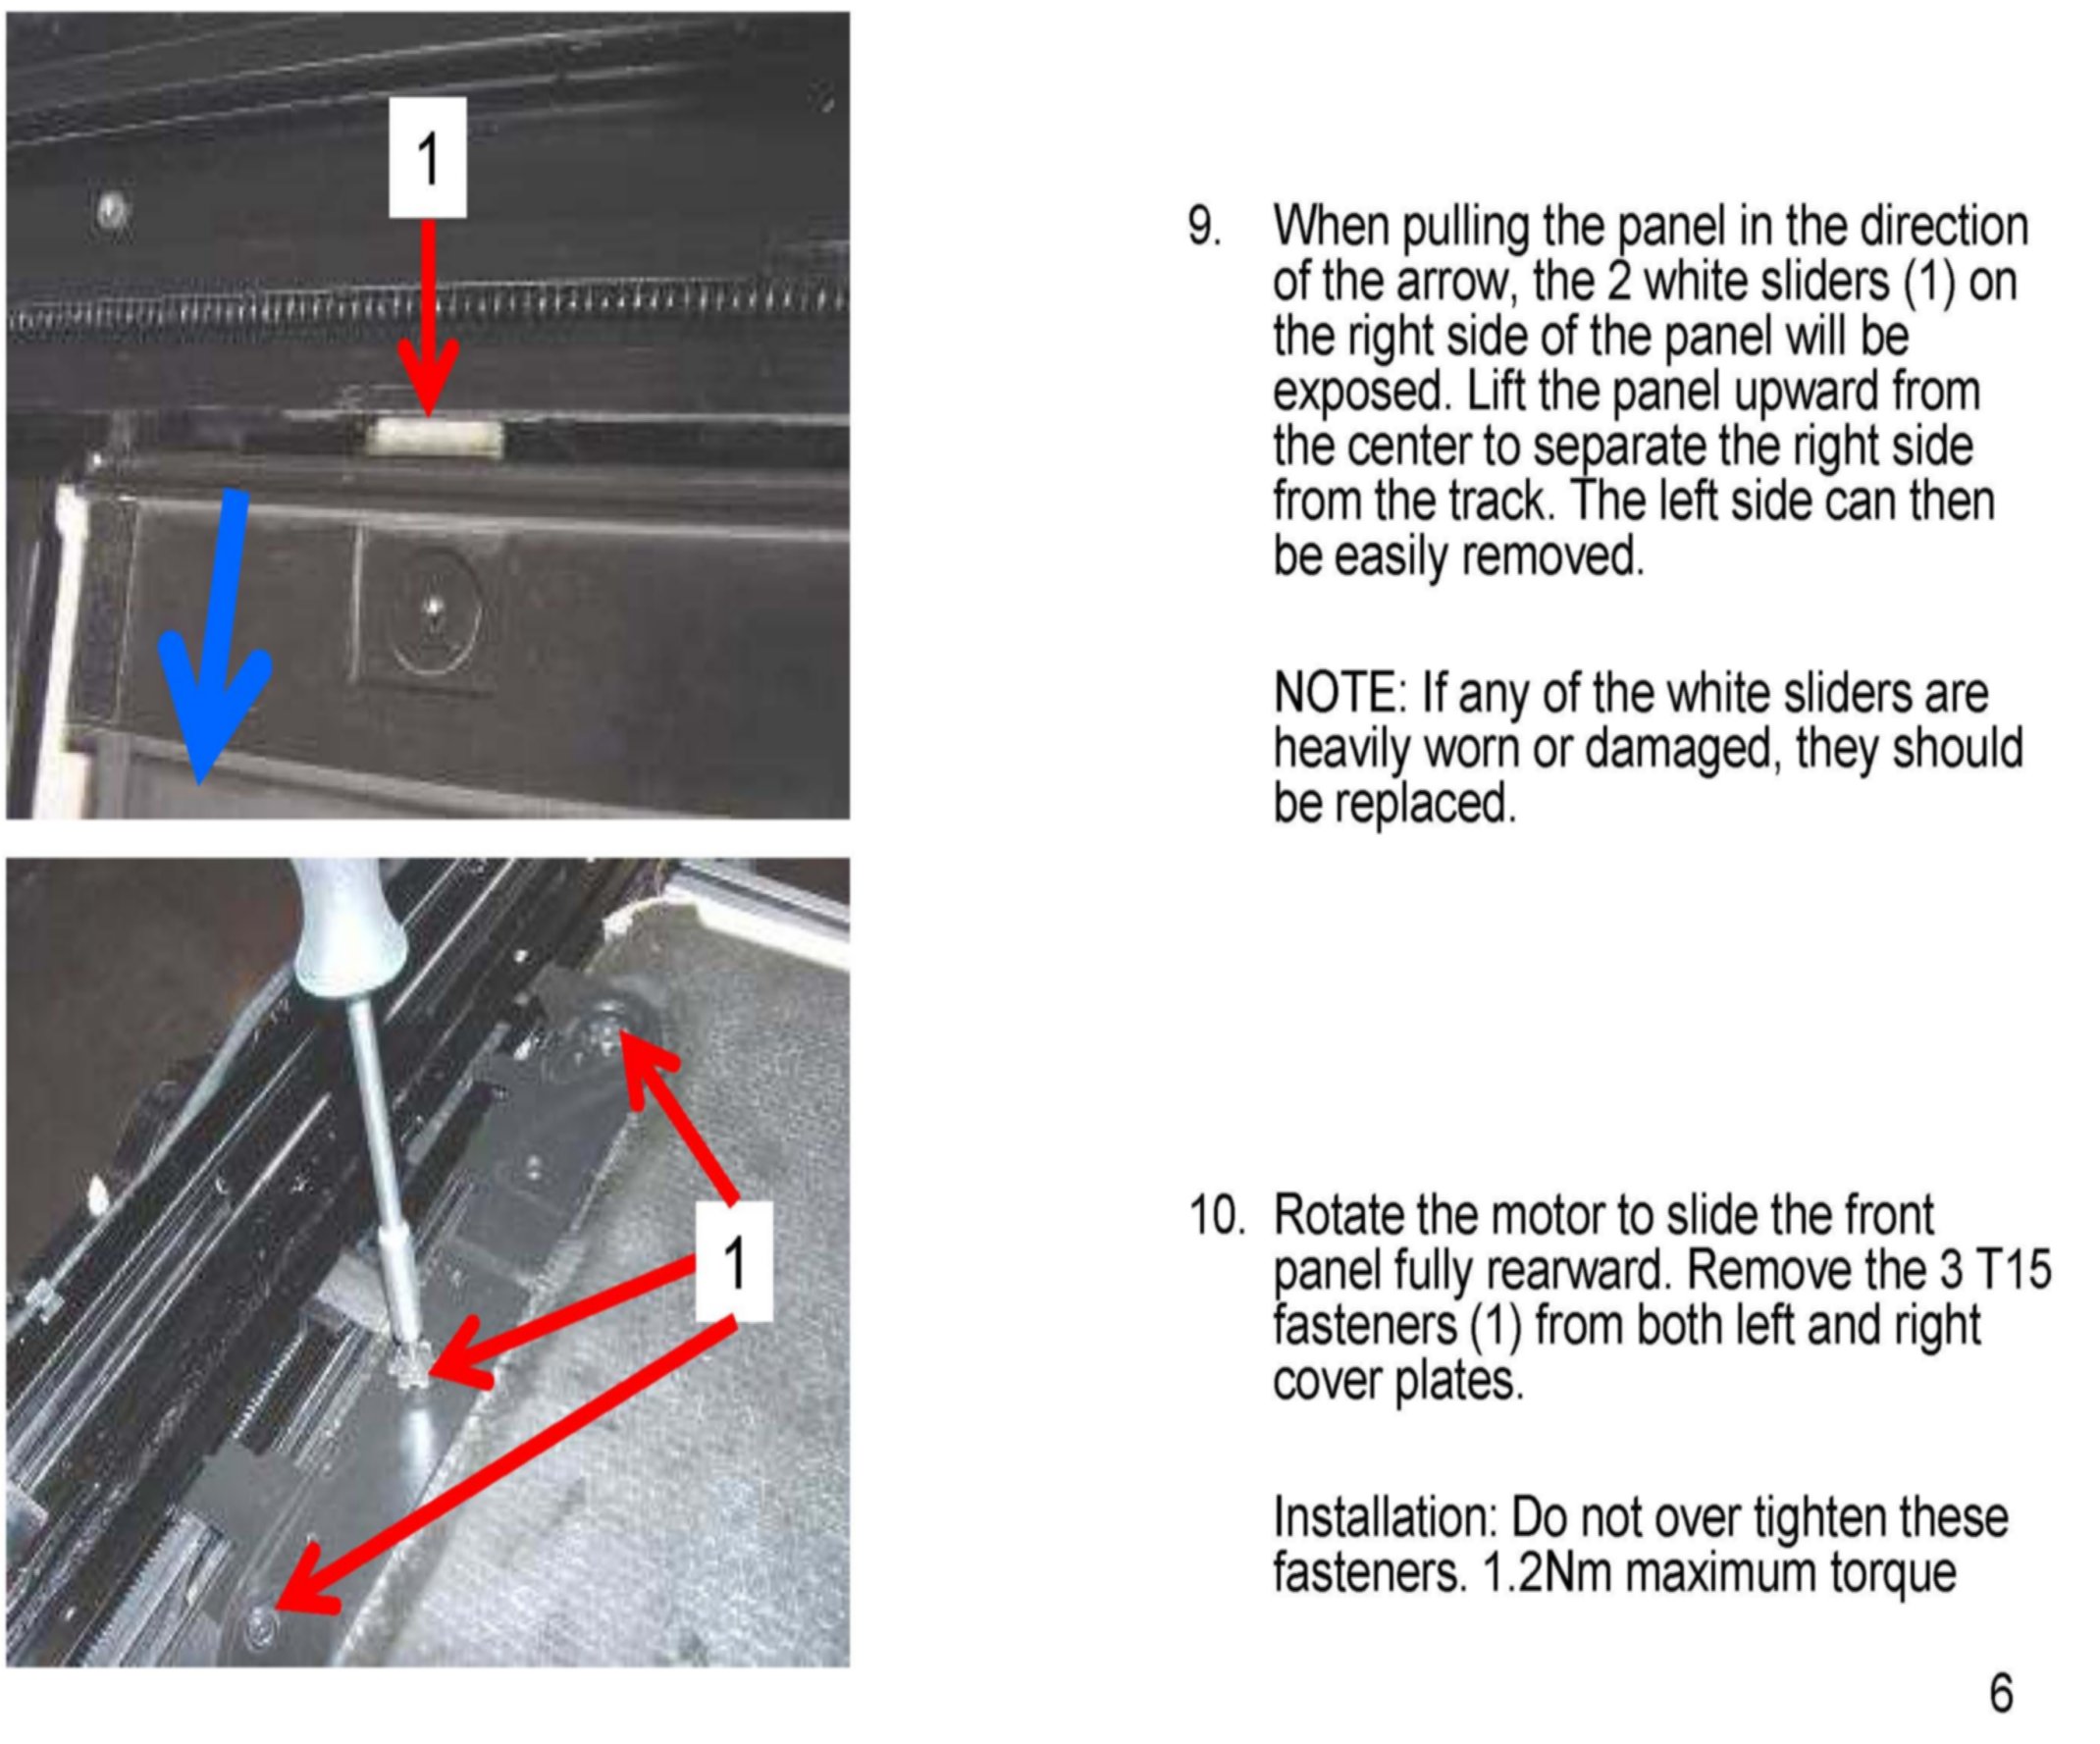 1
9. When pulling the panel in the direction
of the arrow, the 2 white sliders (1) on
the right side of the panel will be
exposed. Lift the panel upward from
the center to separate the right side
from the track. The left side can then
be easily removed.
NOTE: If any of the white sliders are
heavily worn or damaged, they should
be replaced.
1
10. Rotate the motor to slide the front
panel fully rearward. Remove the 3 T15
fasteners (1) from both left and right
cover plates.
Installation: Do not over tighten these
fasteners. 1.2Nm maximum torque
6